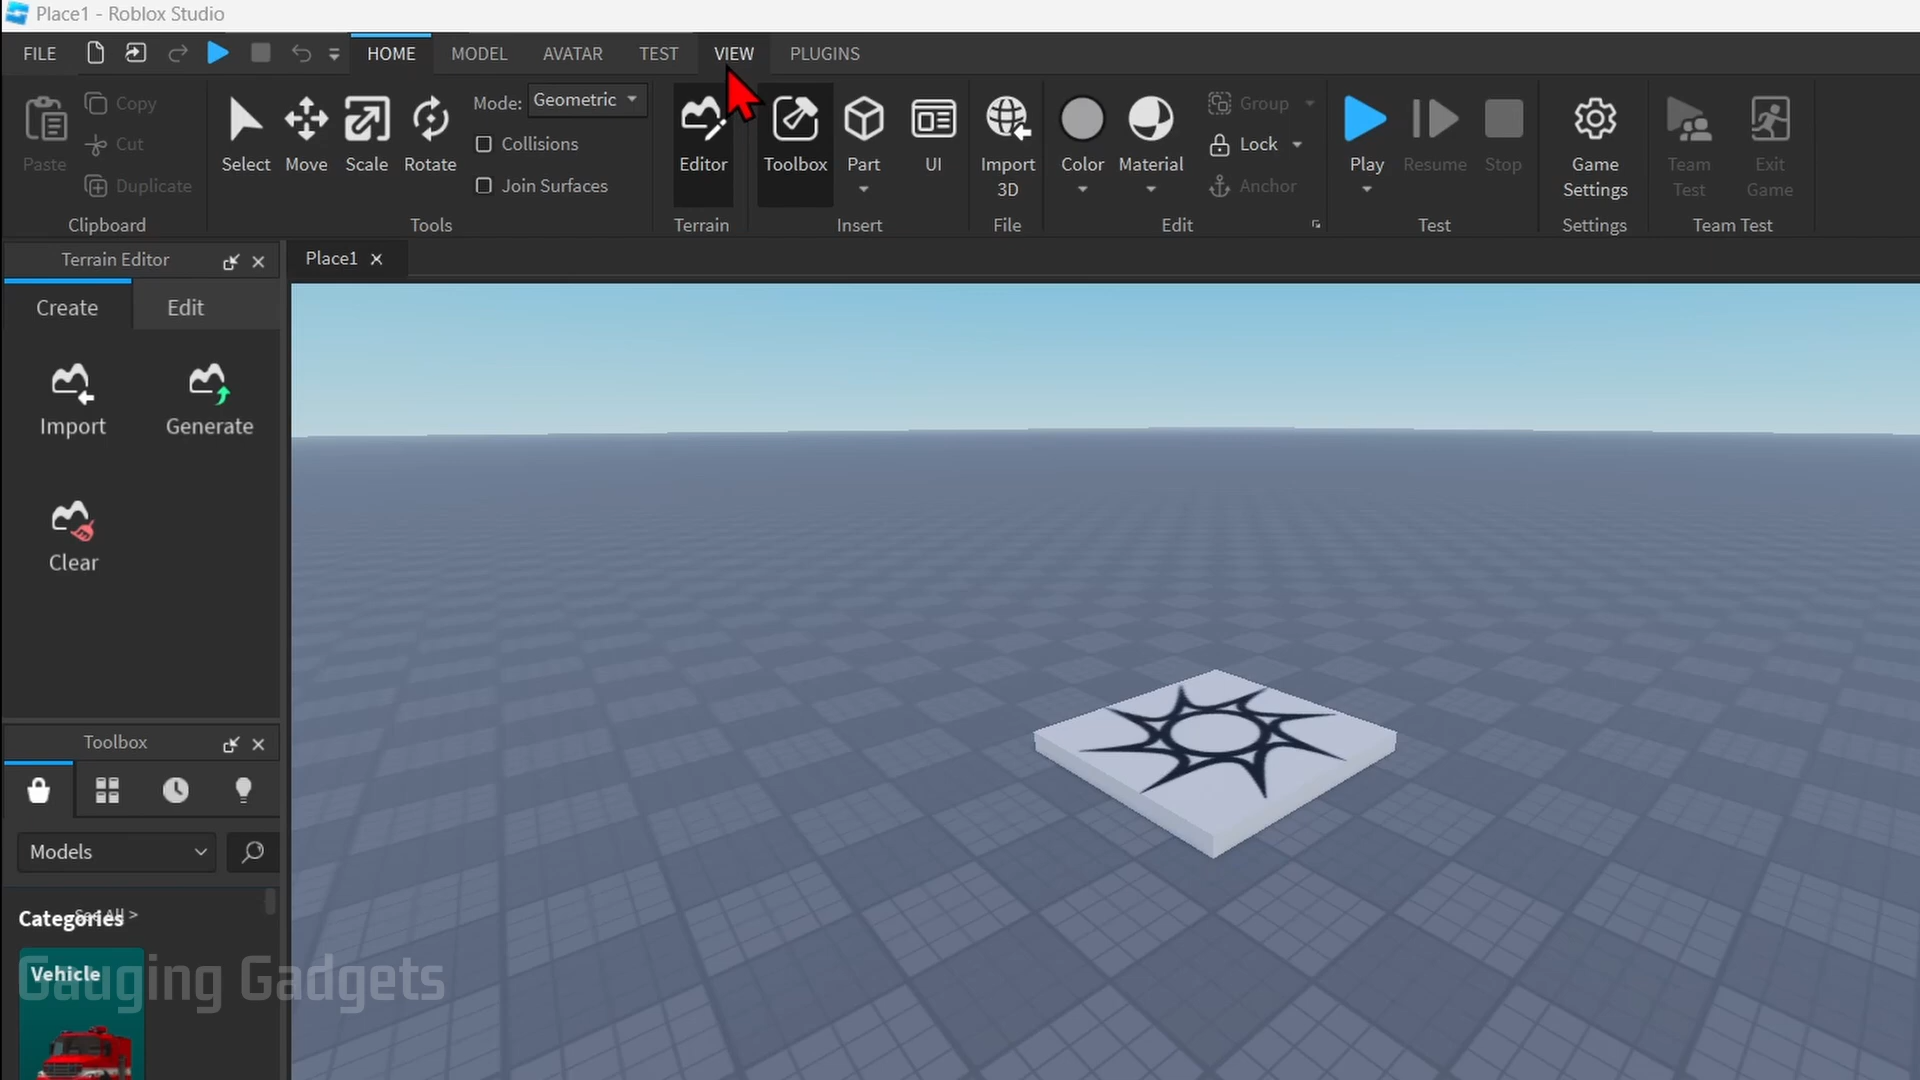 Place1 - Roblox Studio
FILE HOME MODEL AVATAR TEST VIEW PLUGINS
Paste Copy Cut Duplicate
Clipboard
Select Move Scale Rotate
Mode: Geometric
Collisions
Join Surfaces
Tools
Editor
Terrain
Toolbox Part UI
Insert
Import 3D
File
Color Material
Group
Lock
Anchor
Edit
Play Resume Stop
Test
Game Settings
Settings
Team Test
Exit Game
Team Test
Terrain Editor
Place1
Create Edit
Import Generate
Clear
Toolbox
Models
Categories See All >
Vehicle
Gauging Gadgets